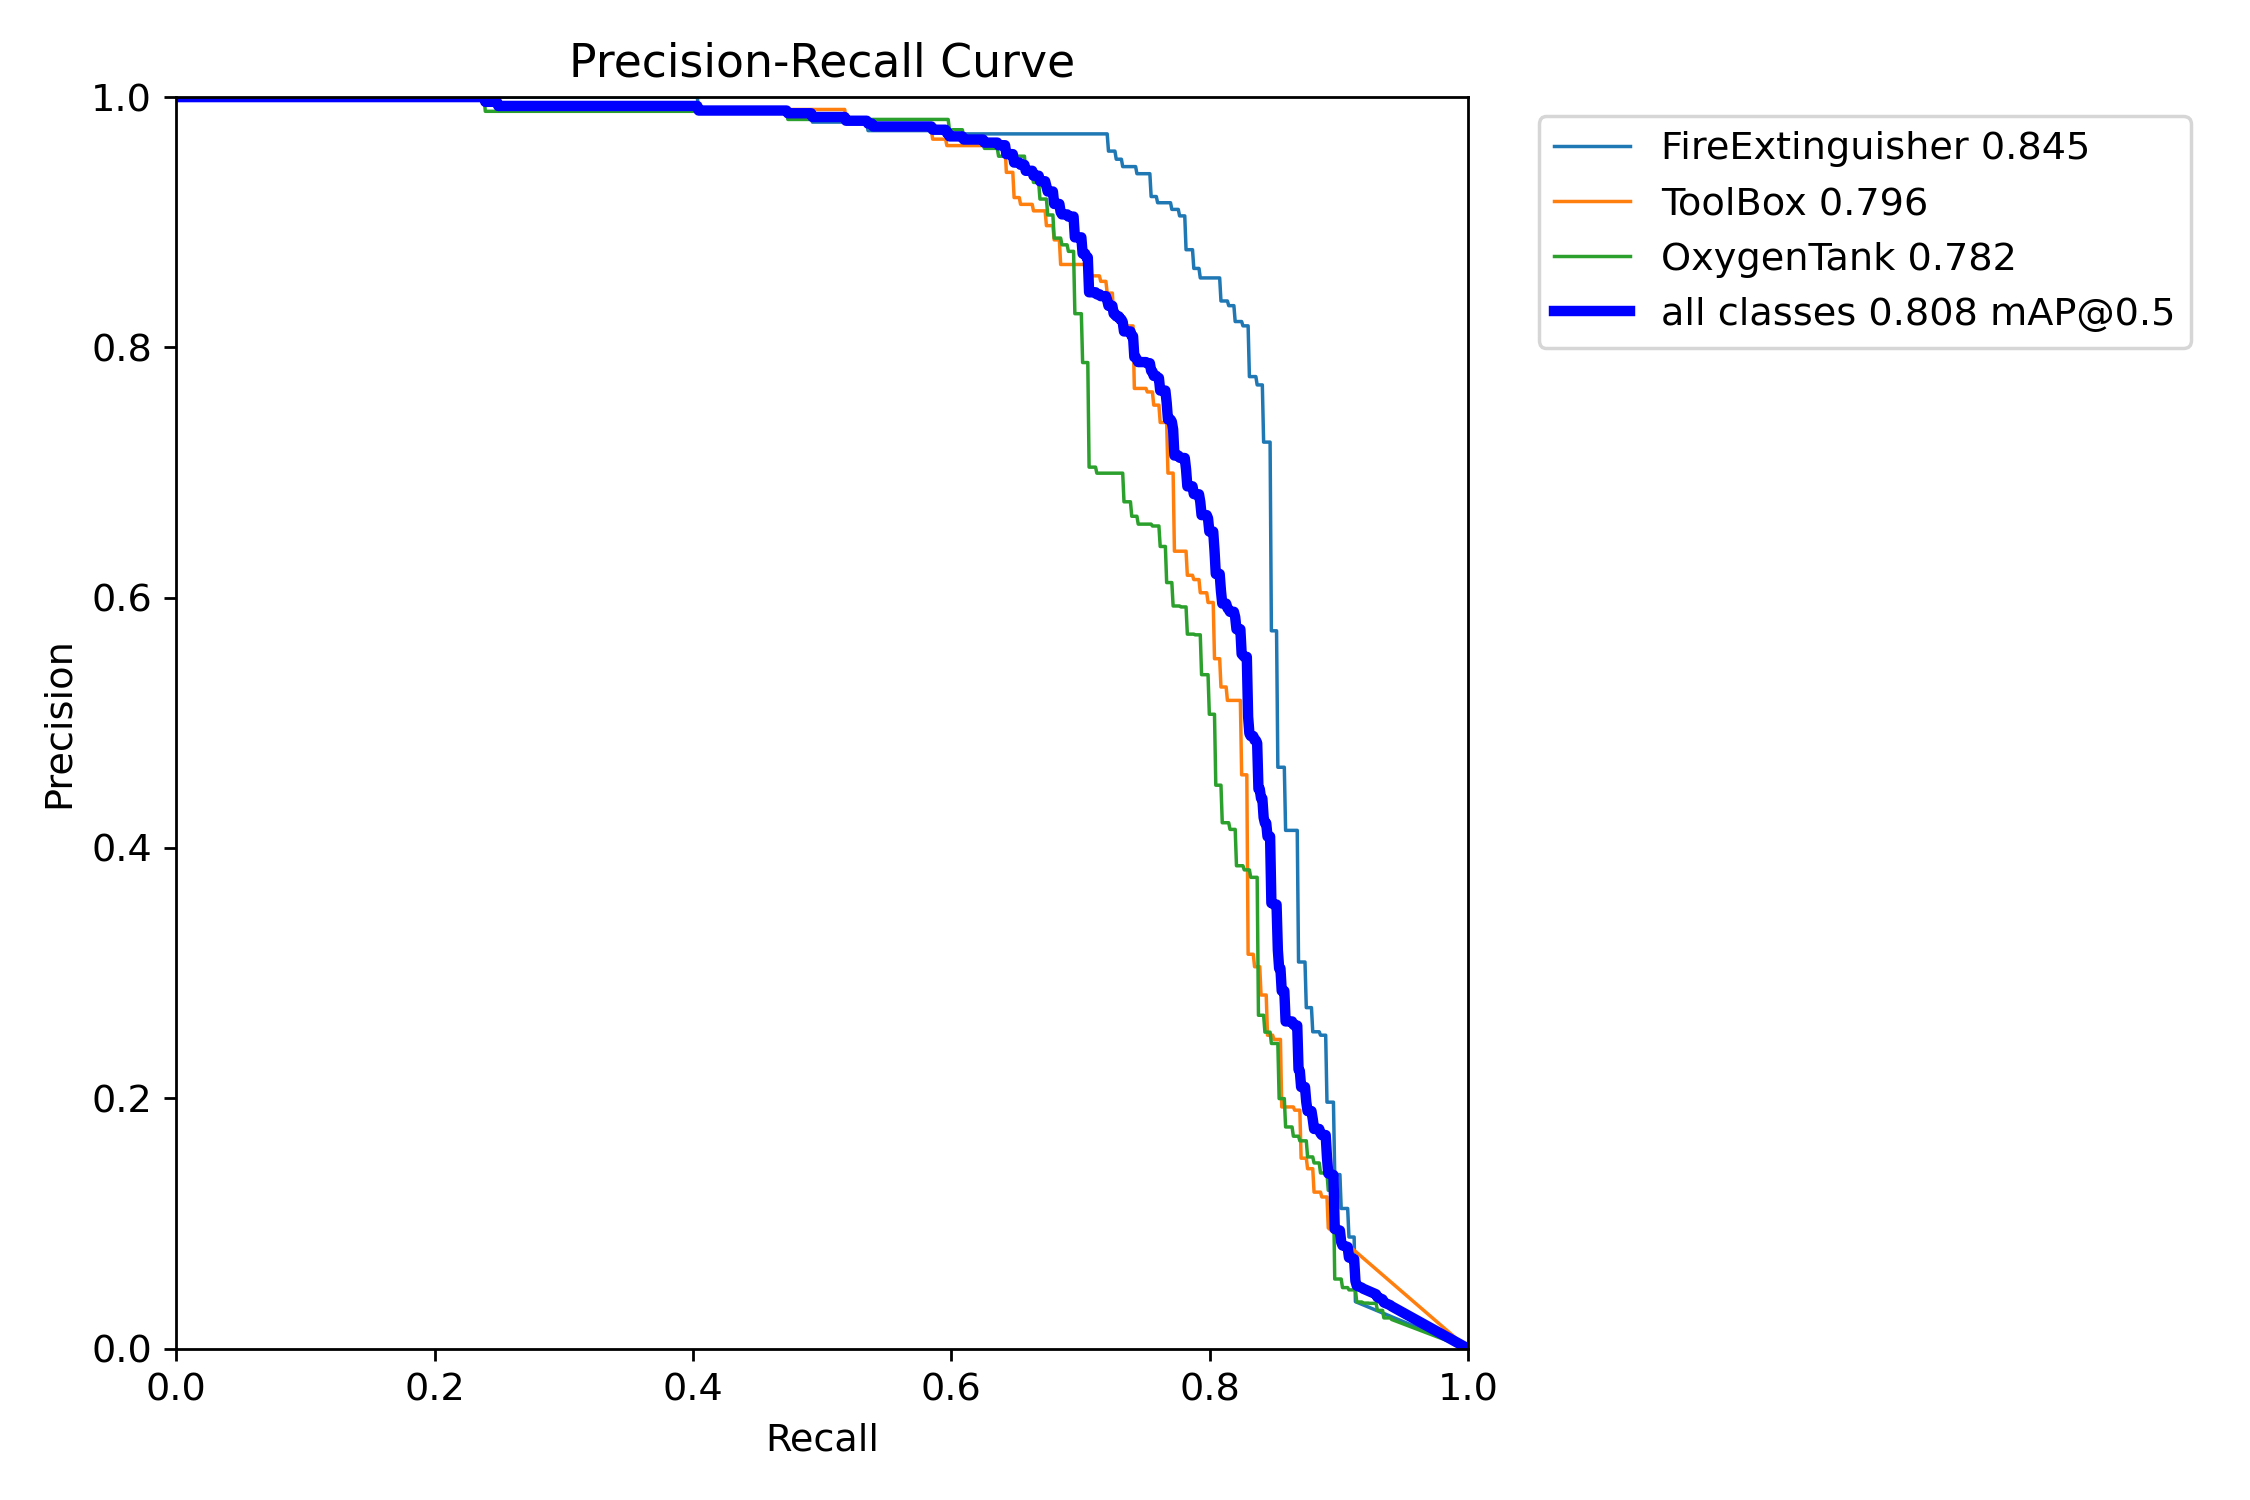 Precision-Recall Curve
1.0
0.8
0.6
0.4
0.2
0.0
Precision
0.0 0.2 0.4 0.6 0.8 1.0
Recall
FireExtinguisher 0.845
ToolBox 0.796
OxygenTank 0.782
all classes 0.808 mAP@0.5